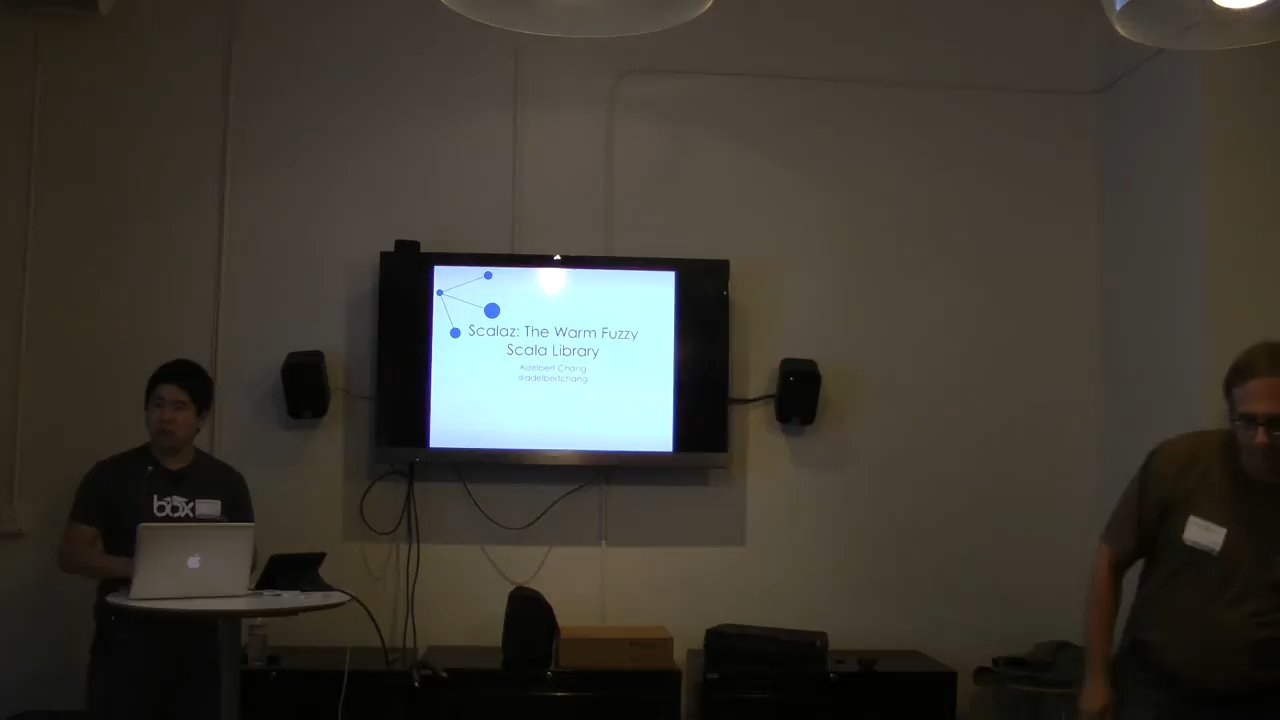 Scalaz: The Warm Fuzzy
Scala Library
Adelbert Chang
@adelbertchang
box